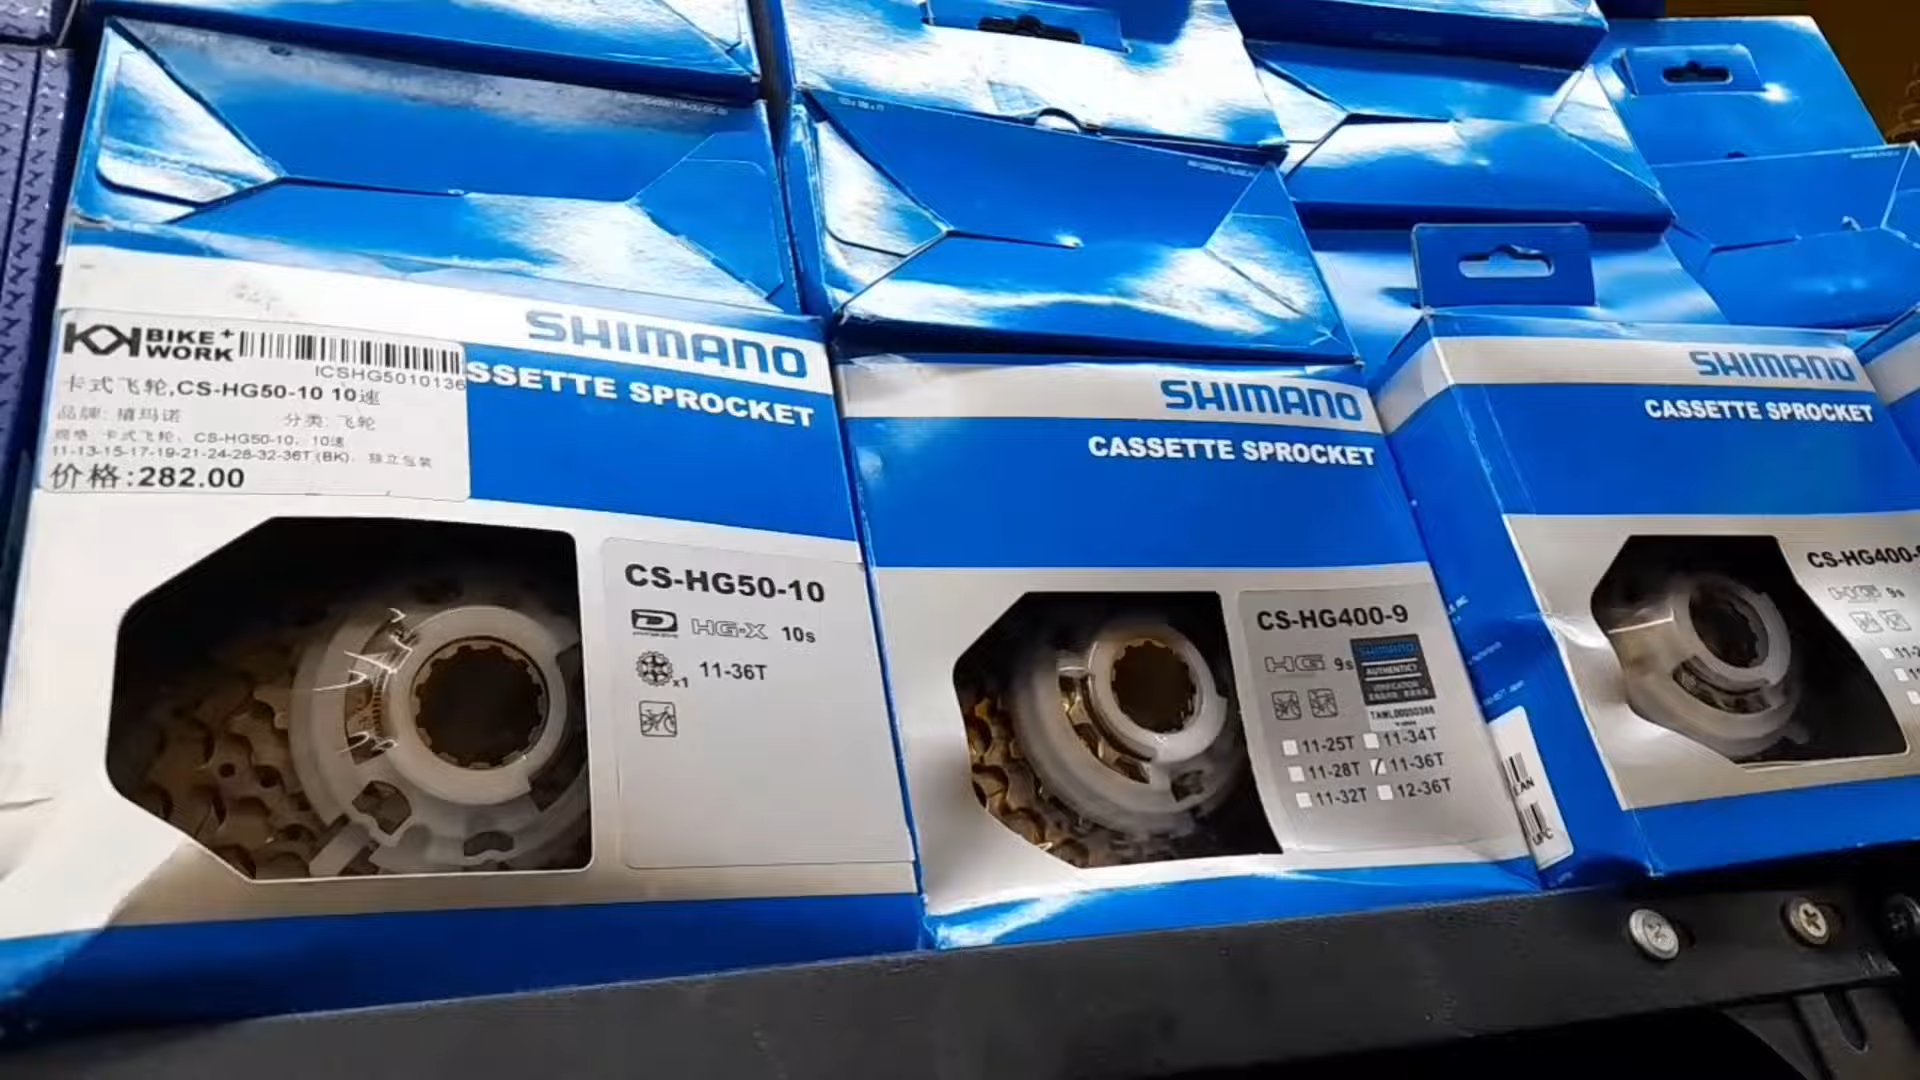 SHIMANO
SSETTE SPROCKET
BIKE+
WORK
ICSHG5010136
卡式飞轮,CS-HG50-10 10速
品牌: 禧玛诺 分类: 飞轮
规格: 卡式飞轮、CS-HG50-10、10速
11-13-15-17-19-21-24-28-32-36T (BK)、独立包装
价格:282.00
CS-HG50-10
HG-X 10s
x1 11-36T
SHIMANO
CASSETTE SPROCKET
CS-HG400-9
HG 9s
SHIMANO
AUTHENTICITY
VERIFICATION
11-25T 11-34T
11-28T 11-36T
11-32T 12-36T
SHIMANO
CASSETTE SPROCKET
CS-HG400-
9s